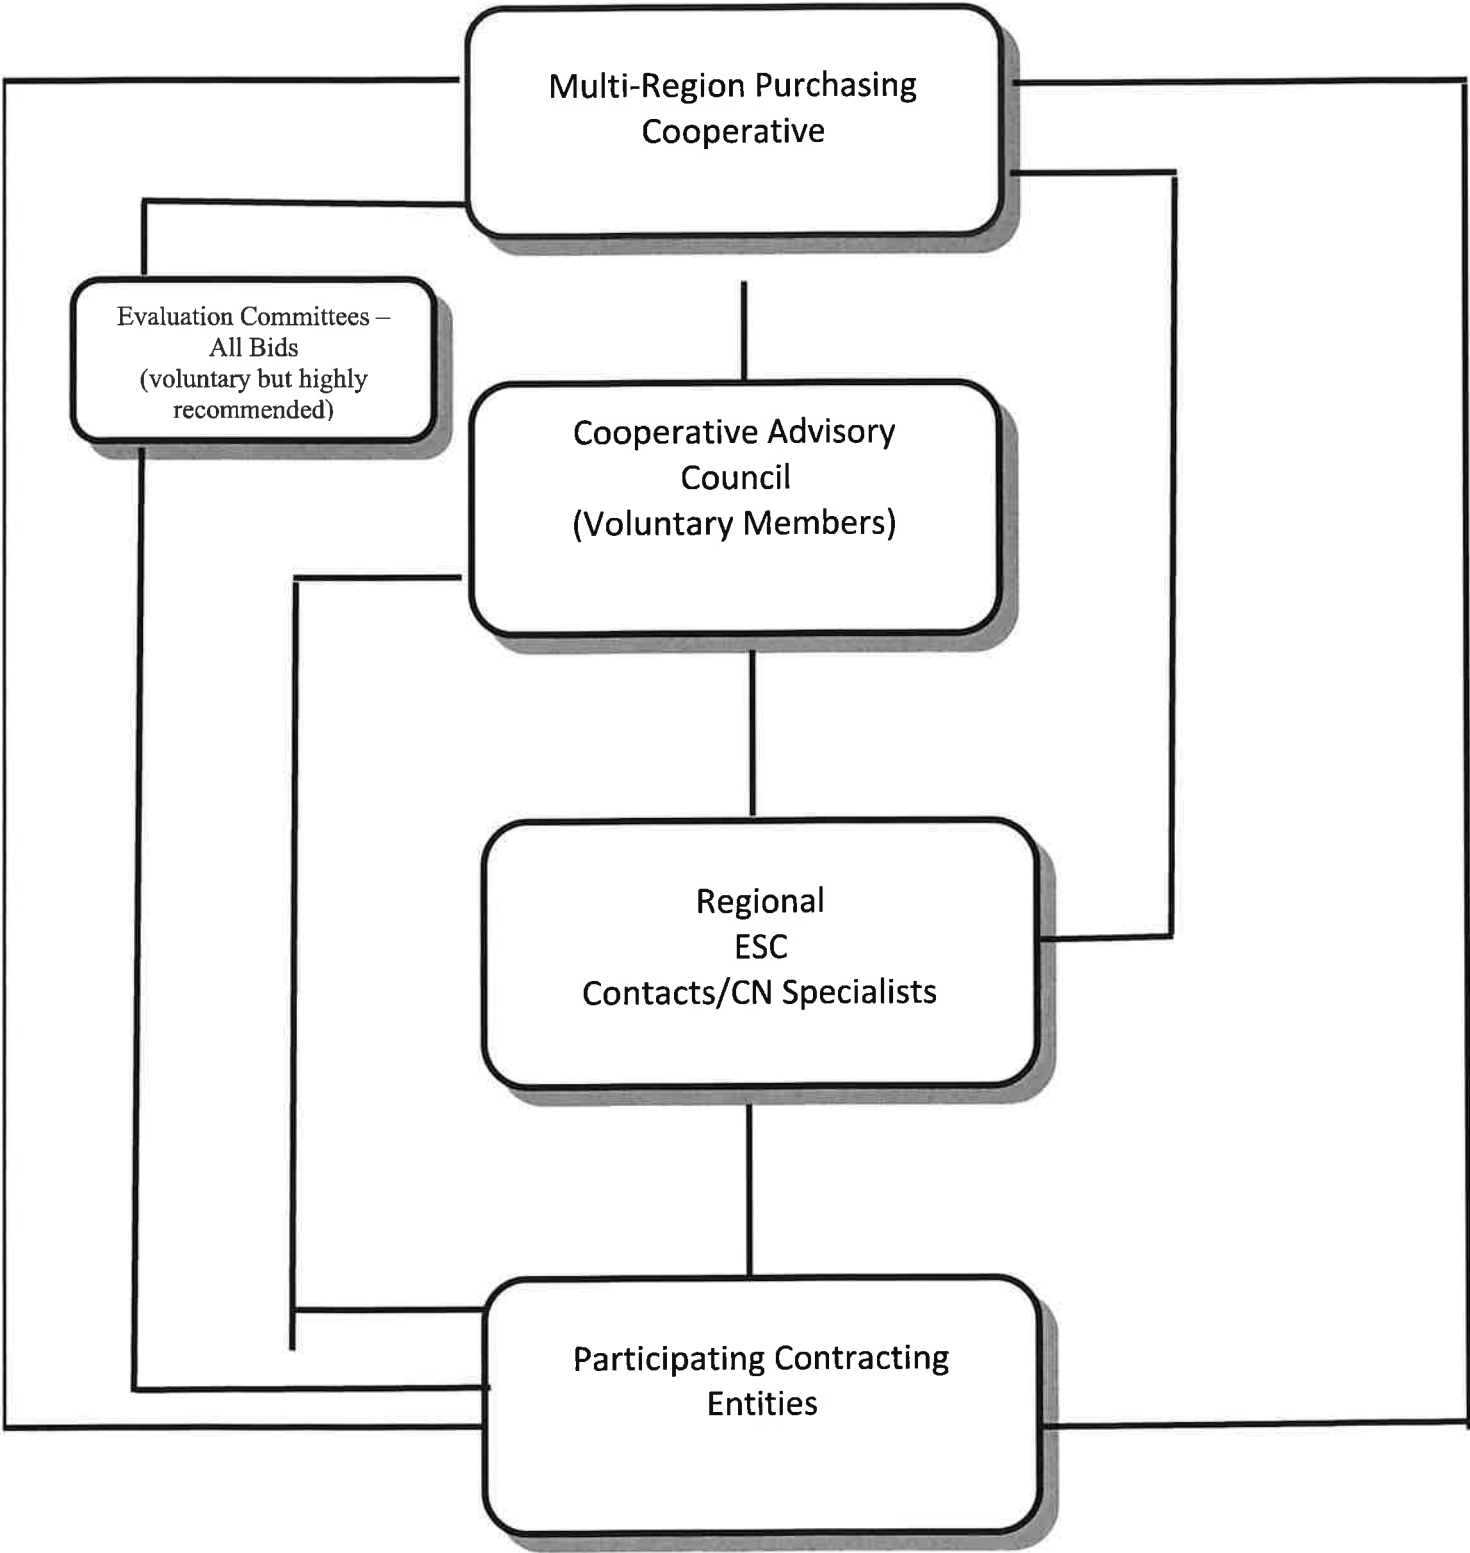 Multi-Region Purchasing
Cooperative
Evaluation Committees –
All Bids
(voluntary but highly
recommended)
Cooperative Advisory
Council
(Voluntary Members)
Regional
ESC
Contacts/CN Specialists
Participating Contracting
Entities